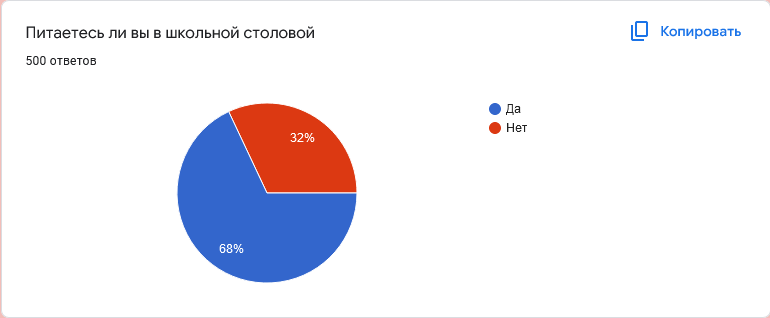 Питаетесь ли вы в школьной столовой
Копировать
500 ответов
Да
Нет
32%
68%